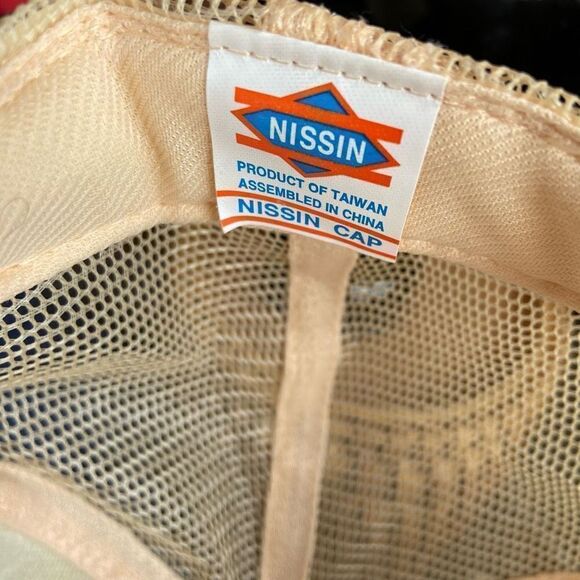 NISSIN
PRODUCT OF TAIWAN
ASSEMBLED IN CHINA
NISSIN CAP